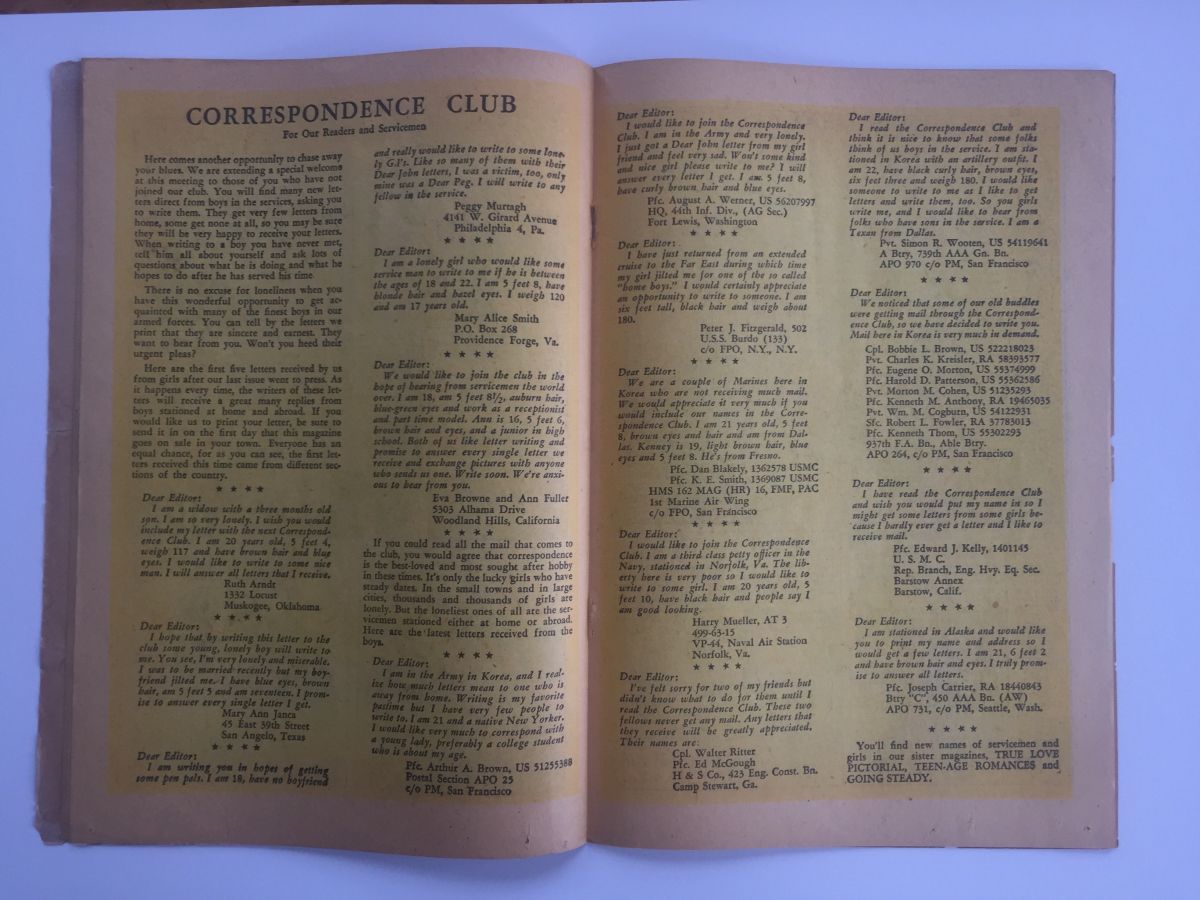 CORRESPONDENCE CLUB
For Our Readers and Servicemen
Here comes another opportunity to chase away
your blues. We are extending a special welcome
at this meeting to those of you who have not
joined our club. You will find many new let-
ters direct from boys in the services, asking you
to write them. They get very few letters from
home, some get none at all, so you may be sure
they will be very happy to receive your letters.
When writing to a boy you have never met,
tell him all about yourself and ask lots of
questions about what he is doing and what he
hopes to do after he has served his time
There is no excuse for loneliness when you
have this wonderful opportunity to get ac-
quainted with many of the finest boys in our
armed forces. You can tell by the letters we
print that they are sincere and earnest. They
want to hear from you. Won't you heed their
urgent pleas?
Here are the first five letters received by us
from girls after our last issue went to press. As
it happens every time, the writers of these let-
ters will receive a great many replies from
boys stationed at home and abroad. If you
would like us to print your letter, be sure to
send it in on the first day that this magazine
goes on sale in your town. Everyone has an
equal chance, for as you can see, the first let-
ters received this time came from different sec-
tions of the country.
★ ★ ★ ★
Dear Editor:
I am a widow with a three months old
son. I am so very lonely. I wish you would
include my letter with the next Correspond-
ence Club. I am 20 years old, 5 feet 4,
weigh 117 and have brown hair and blue
eyes. I would like to write to some nice
man. I will answer all letters that I receive.
Ruth Arndt
1332 Locust
Muskogee, Oklahoma
★ ★ ★ ★
Dear Editor:
I hope that by writing this letter to the
club some young, lonely boy will write to
me. You see, I'm very lonely and miserable.
I was to be married recently but my boy-
friend jilted me. I have blue eyes, brown
hair, am 5 feet 5 and am seventeen. I prom-
ise to answer every single letter I get.
Mary Ann Janca
45 East 39th Street
San Angelo, Texas
★ ★ ★ ★
Dear Editor:
I am writing you in hopes of getting
some pen pals. I am 18, have no boyfriend
and really would like to write to some lone-
ly G.I's. Like so many of them with their
Dear John letters, I was a victim, too, only
mine was a Dear Peg. I will write to any
fellow in the service.
Peggy Murtagh
4141 W. Girard Avenue
Philadelphia 4, Pa.
★ ★ ★ ★
Dear Editor:
I am a lonely girl who would like some
service man to write to me if he is between
the ages of 18 and 22. I am 5 feet 8, have
blonde hair and hazel eyes. I weigh 120
and am 17 years old.
Mary Alice Smith
P.O. Box 268
Providence Forge, Va.
★ ★ ★ ★
Dear Editor:
We would like to join the club in the
hope of hearing from servicemen the world
over. I am 18, am 5 feet 8½, auburn hair,
blue-green eyes and work as a receptionist
and part time model. Ann is 16, 5 feet 6,
brown hair and eyes, and a junior in high
school. Both of us like letter writing and
promise to answer every single letter we
receive and exchange pictures with anyone
who sends us one. Write soon. We're anxi-
ous to bear from you.
Eva Browne and Ann Fuller
5303 Alhama Drive
Woodland Hills, California
★ ★ ★ ★
If you could read all the mail that comes to
the club, you would agree that correspondence
is the best-loved and most sought after hobby
in these times. It's only the lucky girls who have
steady dates. In the small towns and in large
cities, thousands and thousands of girls are
lonely. But the loneliest ones of all are the ser-
vicemen stationed either at home or abroad.
Here are the latest letters received from the
boys.
★ ★ ★ ★
Dear Editor:
I am in the Army in Korea, and I real-
ize how much letters mean to one who is
away from home. Writing is my favorite
pastime but I have very few people to
write to. I am 21 and a native New Yorker.
I would like very much to correspond with
a young lady, preferably a college student
who is about my age.
Pfc. Arthur A. Brown, US 51255388
Postal Section APO 25
c/o PM, San Francisco
Dear Editor:
I would like to join the Correspondence
Club. I am in the Army and very lonely.
I just got a Dear John letter from my girl
friend and feel very sad. Won't some kind
and nice girl please write to me? I will
answer every letter I get. I am 5 feet 8,
have curly brown hair and blue eyes.
Pfc. August A. Werner, US 56207997
HQ, 44th Inf. Div., (AG Sec.)
Fort Lewis, Washington
★ ★ ★ ★
Dear Editor:
I have just returned from an extended
cruise to the Far East during which time
my girl jilted me for one of the so called
"home boys." I would certainly appreciate
an opportunity to write to someone. I am
six feet tall, black hair and weigh about
180.
Peter J. Fitzgerald, 502
U.S.S. Burdo (133)
c/o FPO, N.Y., N.Y.
★ ★ ★ ★
Dear Editor:
We are a couple of Marines here in
Korea who are not receiving much mail.
We would appreciate it very much if you
would include our names in the Corre-
spondence Club. I am 21 years old, 5 feet
8, brown eyes and hair and am from Dal-
las. Kenney is 19, light brown hair, blue
eyes and 5 feet 8. He's from Fresno.
Pfc. Dan Blakely, 1362578 USMC
Pfc. K. E. Smith, 1369087 USMC
HMS 162 MAG (HR) 16, FMF, PAC
1st Marine Air Wing
c/o FPO, San Francisco
★ ★ ★ ★
Dear Editor:
I would like to join the Correspondence
Club. I am a third class petty officer in the
Navy, stationed in Norfolk, Va. The lib-
erty here is very poor so I would like to
write to some girl. I am 20 years old, 5
feet 10, have black hair and people say I
am good looking.
Harry Mueller, AT 3
499-63-15
VP-44, Naval Air Station
Norfolk, Va.
★ ★ ★ ★
Dear Editor:
I've felt sorry for two of my friends but
didn't know what to do for them until I
read the Correspondence Club. These two
fellows never get any mail. Any letters that
they receive will be greatly appreciated.
Their names are:
Cpl. Walter Ritter
Pfc. Ed McGough
H & S Co., 423 Eng. Const. Bn.
Camp Stewart, Ga.
Dear Editor:
I read the Correspondence Club and
think it is nice to know that some folks
think of us boys in the service. I am sta-
tioned in Korea with an artillery outfit. I
am 22, have black curly hair, brown eyes,
six feet three and weigh 180. I would like
someone to write to me as I like to get
letters and write them, too. So you girls
write me, and I would like to hear from
folks who have sons in the service. I am a
Texan from Dallas.
Pvt. Simon R. Wooten, US 54119641
A Btry, 739th AAA Gn. Bn.
APO 970 c/o PM, San Francisco
★ ★ ★ ★
Dear Editor:
We noticed that some of our old buddies
were getting mail through the Correspond-
ence Club, so we have decided to write you.
Mail here in Korea is very much in demand.
Cpl. Bobbie L. Brown, US 522218023
Pvt. Charles K. Kreisler, RA 58393577
Pfc. Eugene O. Morton, US 55374999
Pfc. Harold D. Patterson, US 55362586
Pvt. Morton M. Cohen, US 51235293
Pfc. Kenneth M. Anthony, RA 19465035
Pvt. Wm. M. Cogburn, US 54122931
Sfc. Robert L. Fowler, RA 37783013
Pfc. Kenneth Thom, US 55302293
937th F.A. Bn., Able Btry.
APO 264, c/o PM, San Francisco
★ ★ ★ ★
Dear Editor:
I have read the Correspondence Club
and wish you would put my name in so I
might get some letters from some girls be-
cause I hardly ever get a letter and I like to
receive mail.
Pfc. Edward J. Kelly, 1401145
U. S. M. C.
Rep. Branch, Eng. Hvy. Eq. Sec.
Barstow Annex
Barstow, Calif.
★ ★ ★ ★
Dear Editor:
I am stationed in Alaska and would like
you to print my name and address so I
would get a few letters. I am 21, 6 feet 2
and have brown hair and eyes. I truly prom-
ise to answer all letters.
Pfc. Joseph Carrier, RA 18440843
Btry "C", 450 AAA Bn. (AW)
APO 731, c/o PM, Seattle, Wash.
★ ★ ★ ★
You'll find new names of servicemen and
girls in our sister magazines, TRUE LOVE
PICTORIAL, TEEN-AGE ROMANCES and
GOING STEADY.